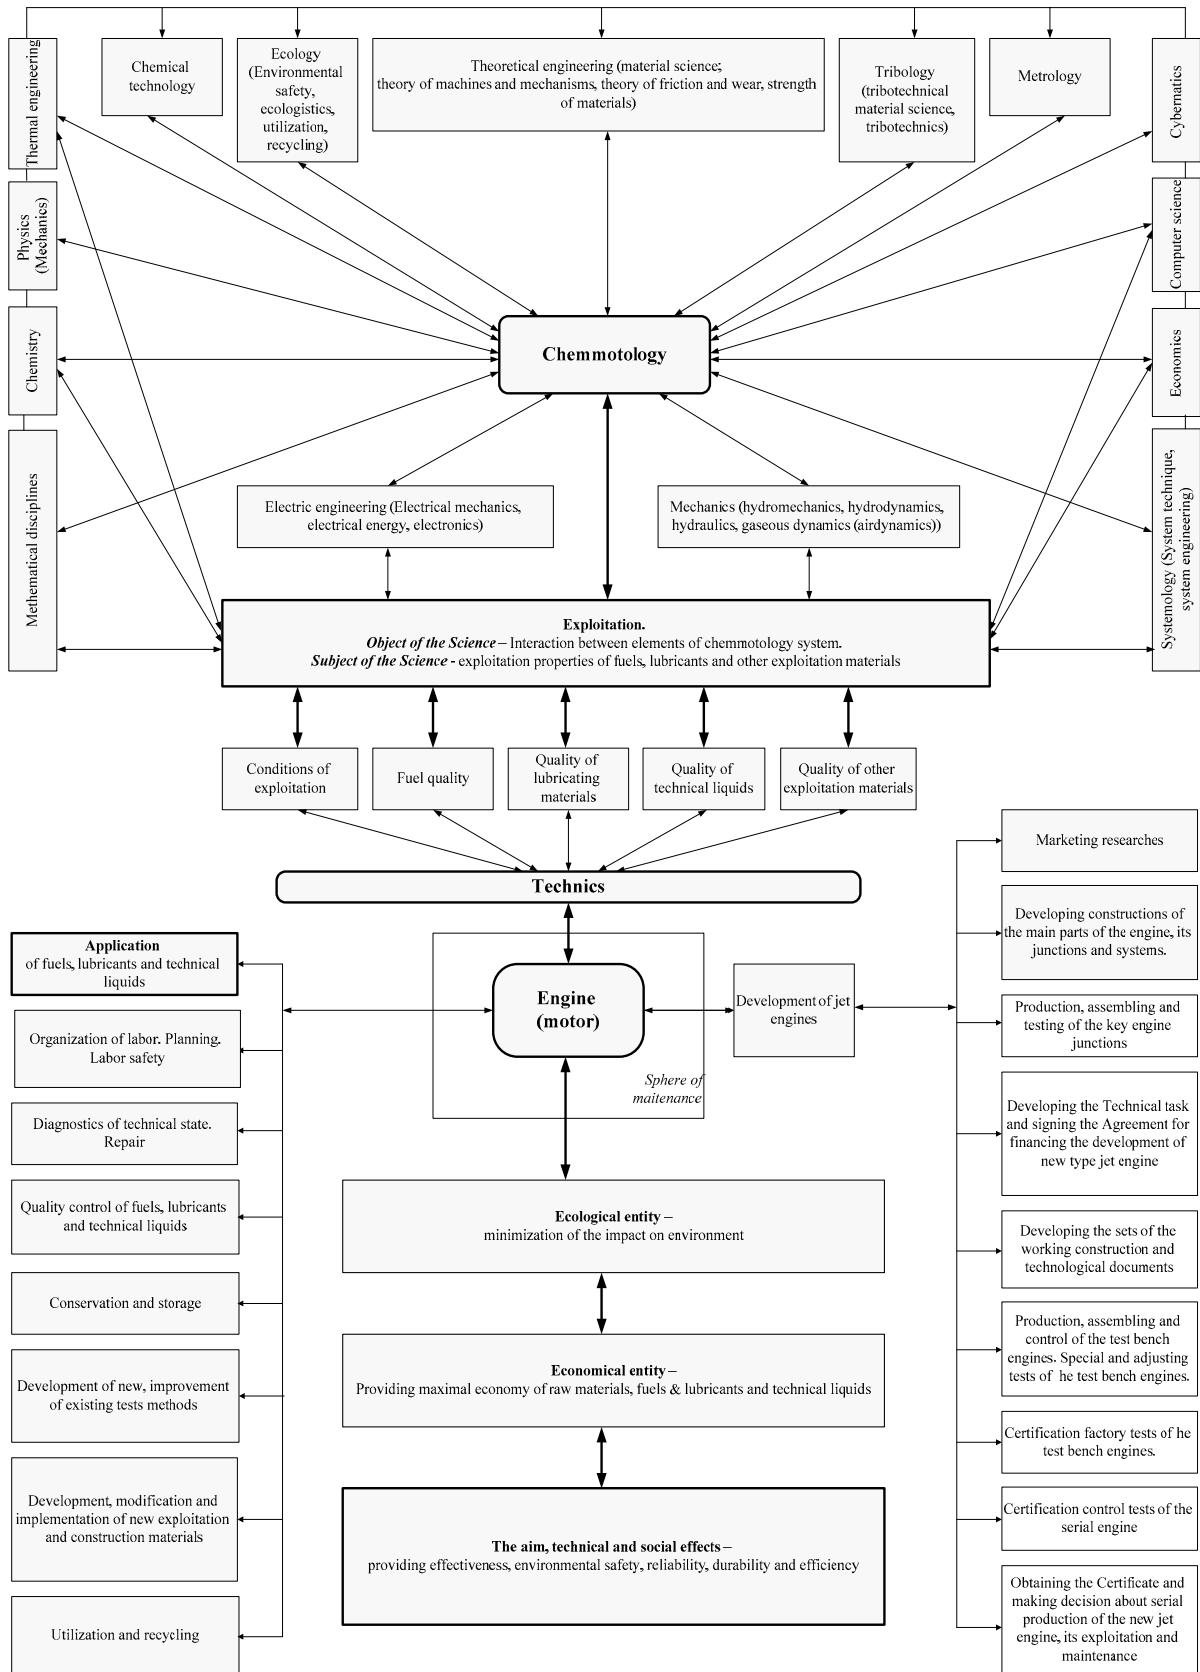 Thermal engineering
Chemical
technology
Ecology
(Environmental
safety,
ecologistics,
utilization,
recycling)
Theoretical engineering (material science;
theory of machines and mechanisms, theory of friction and wear, strength
of materials)
Tribology
(tribotechnical
material science,
tribotechnics)
Metrology
Cybernatics
Physics
(Mechanics)
Computer science
Chemistry
Chemmotology
Economics
Methematical disciplines
Electric engineering (Electrical mechanics,
electrical energy, electronics)
Mechanics (hydromechanics, hydrodynamics,
hydraulics, gaseous dynamics (airdynamics))
Systemology (System technique,
system engineering)
Exploitation.
Object of the Science – Interaction between elements of chemmotology system.
Subject of the Science - exploitation properties of fuels, lubricants and other exploitation materials
Conditions of
exploitation
Fuel quality
Quality of
lubricating
materials
Quality of
technical liquids
Quality of other
exploitation materials
Technics
Application
of fuels, lubricants and technical
liquids
Organization of labor. Planning.
Labor safety
Diagnostics of technical state.
Repair
Quality control of fuels, lubricants
and technical liquids
Conservation and storage
Development of new, improvement
of existing tests methods
Development, modification and
implementation of new exploitation
and construction materials
Utilization and recycling
Engine
(motor)
Sphere of
maitenance
Development of jet
engines
Ecological entity –
minimization of the impact on environment
Economical entity –
Providing maximal economy of raw materials, fuels & lubricants and technical liquids
The aim, technical and social effects –
providing effectiveness, environmental safety, reliability, durability and efficiency
Marketing researches
Developing constructions of
the main parts of the engine, its
junctions and systems.
Production, assembling and
testing of the key engine
junctions
Developing the Technical task
and signing the Agreement for
financing the development of
new type jet engine
Developing the sets of the
working construction and
technological documents
Production, assembling and
control of the test bench
engines. Special and adjusting
tests of he test bench engines.
Certification factory tests of he
test bench engines.
Certification control tests of the
serial engine
Obtaining the Certificate and
making decision about serial
production of the new jet
engine, its exploitation and
maintenance